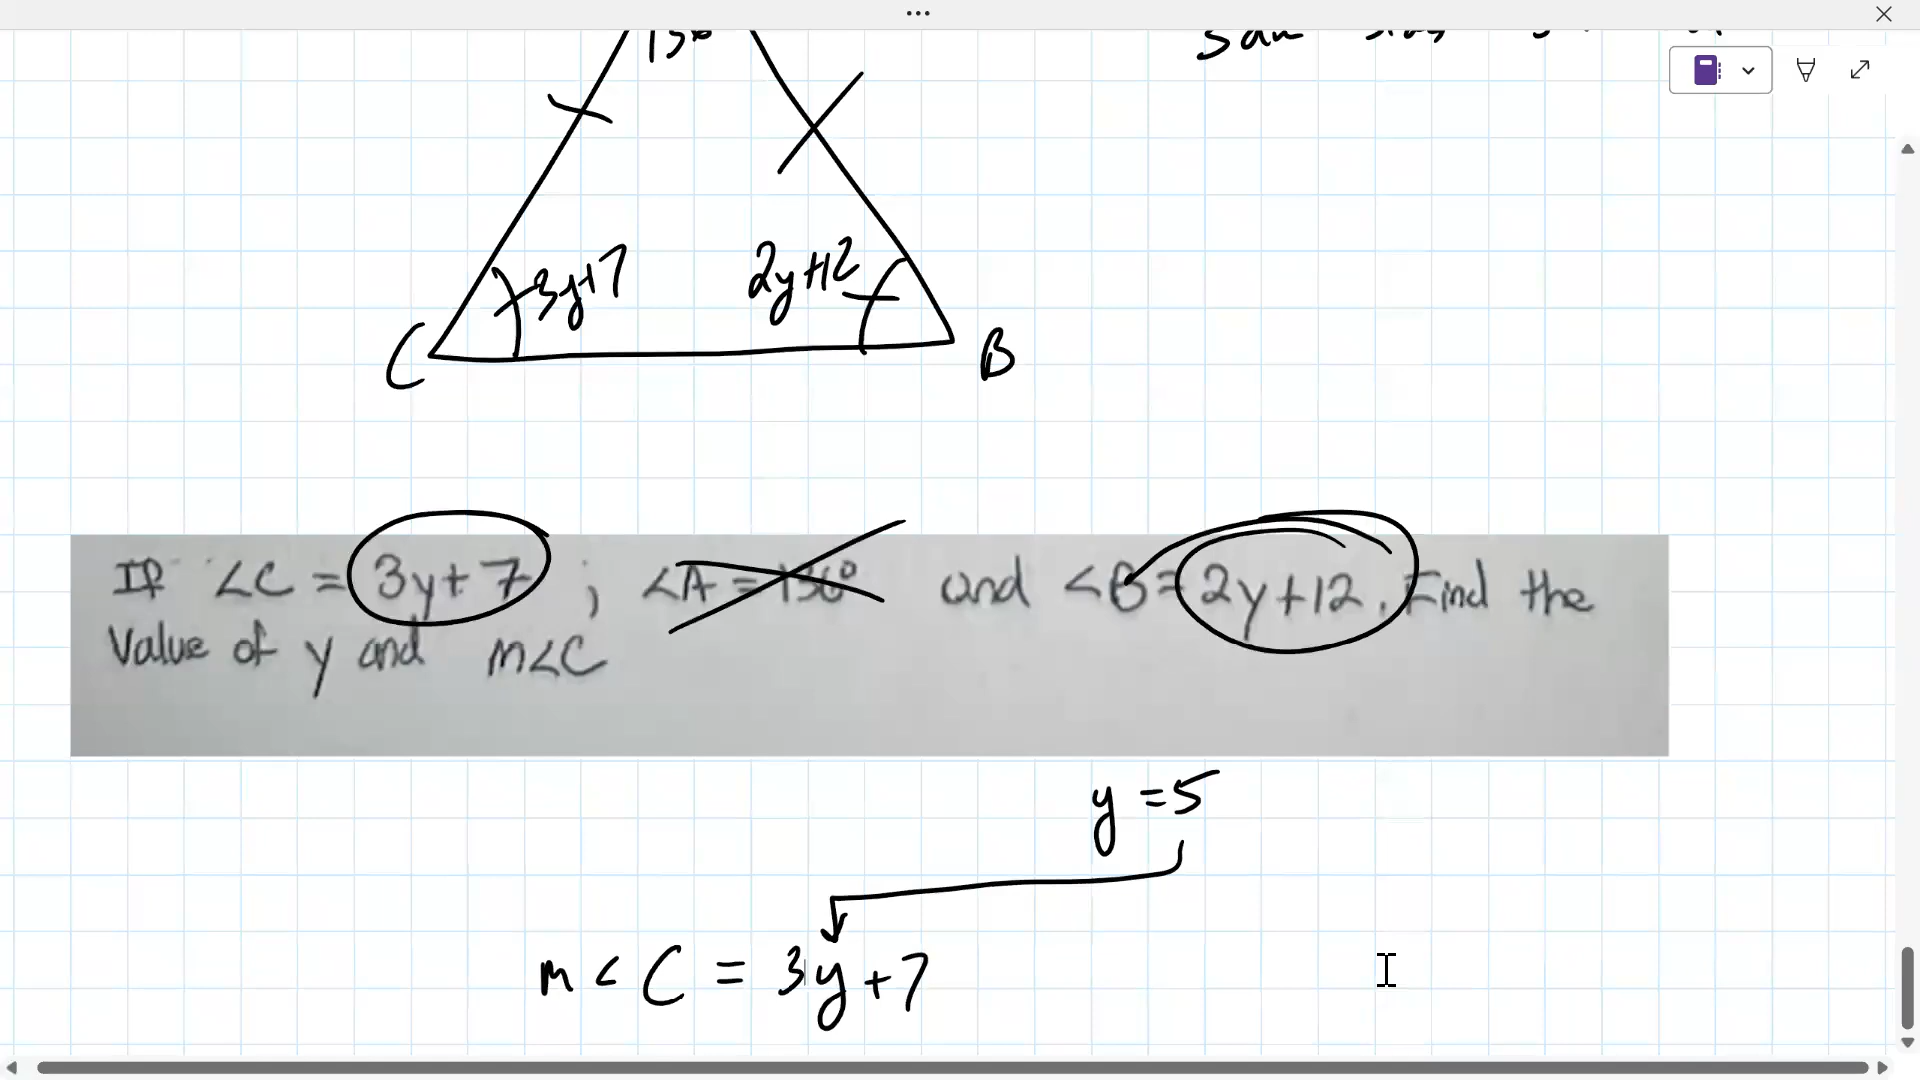 3y+7 2y+12
C B
If ∠C = 3y+7 ; ∠A = 136° and ∠B = 2y+12. Find the
Value of y and m∠C
y = 5
m < C = 3y + 7